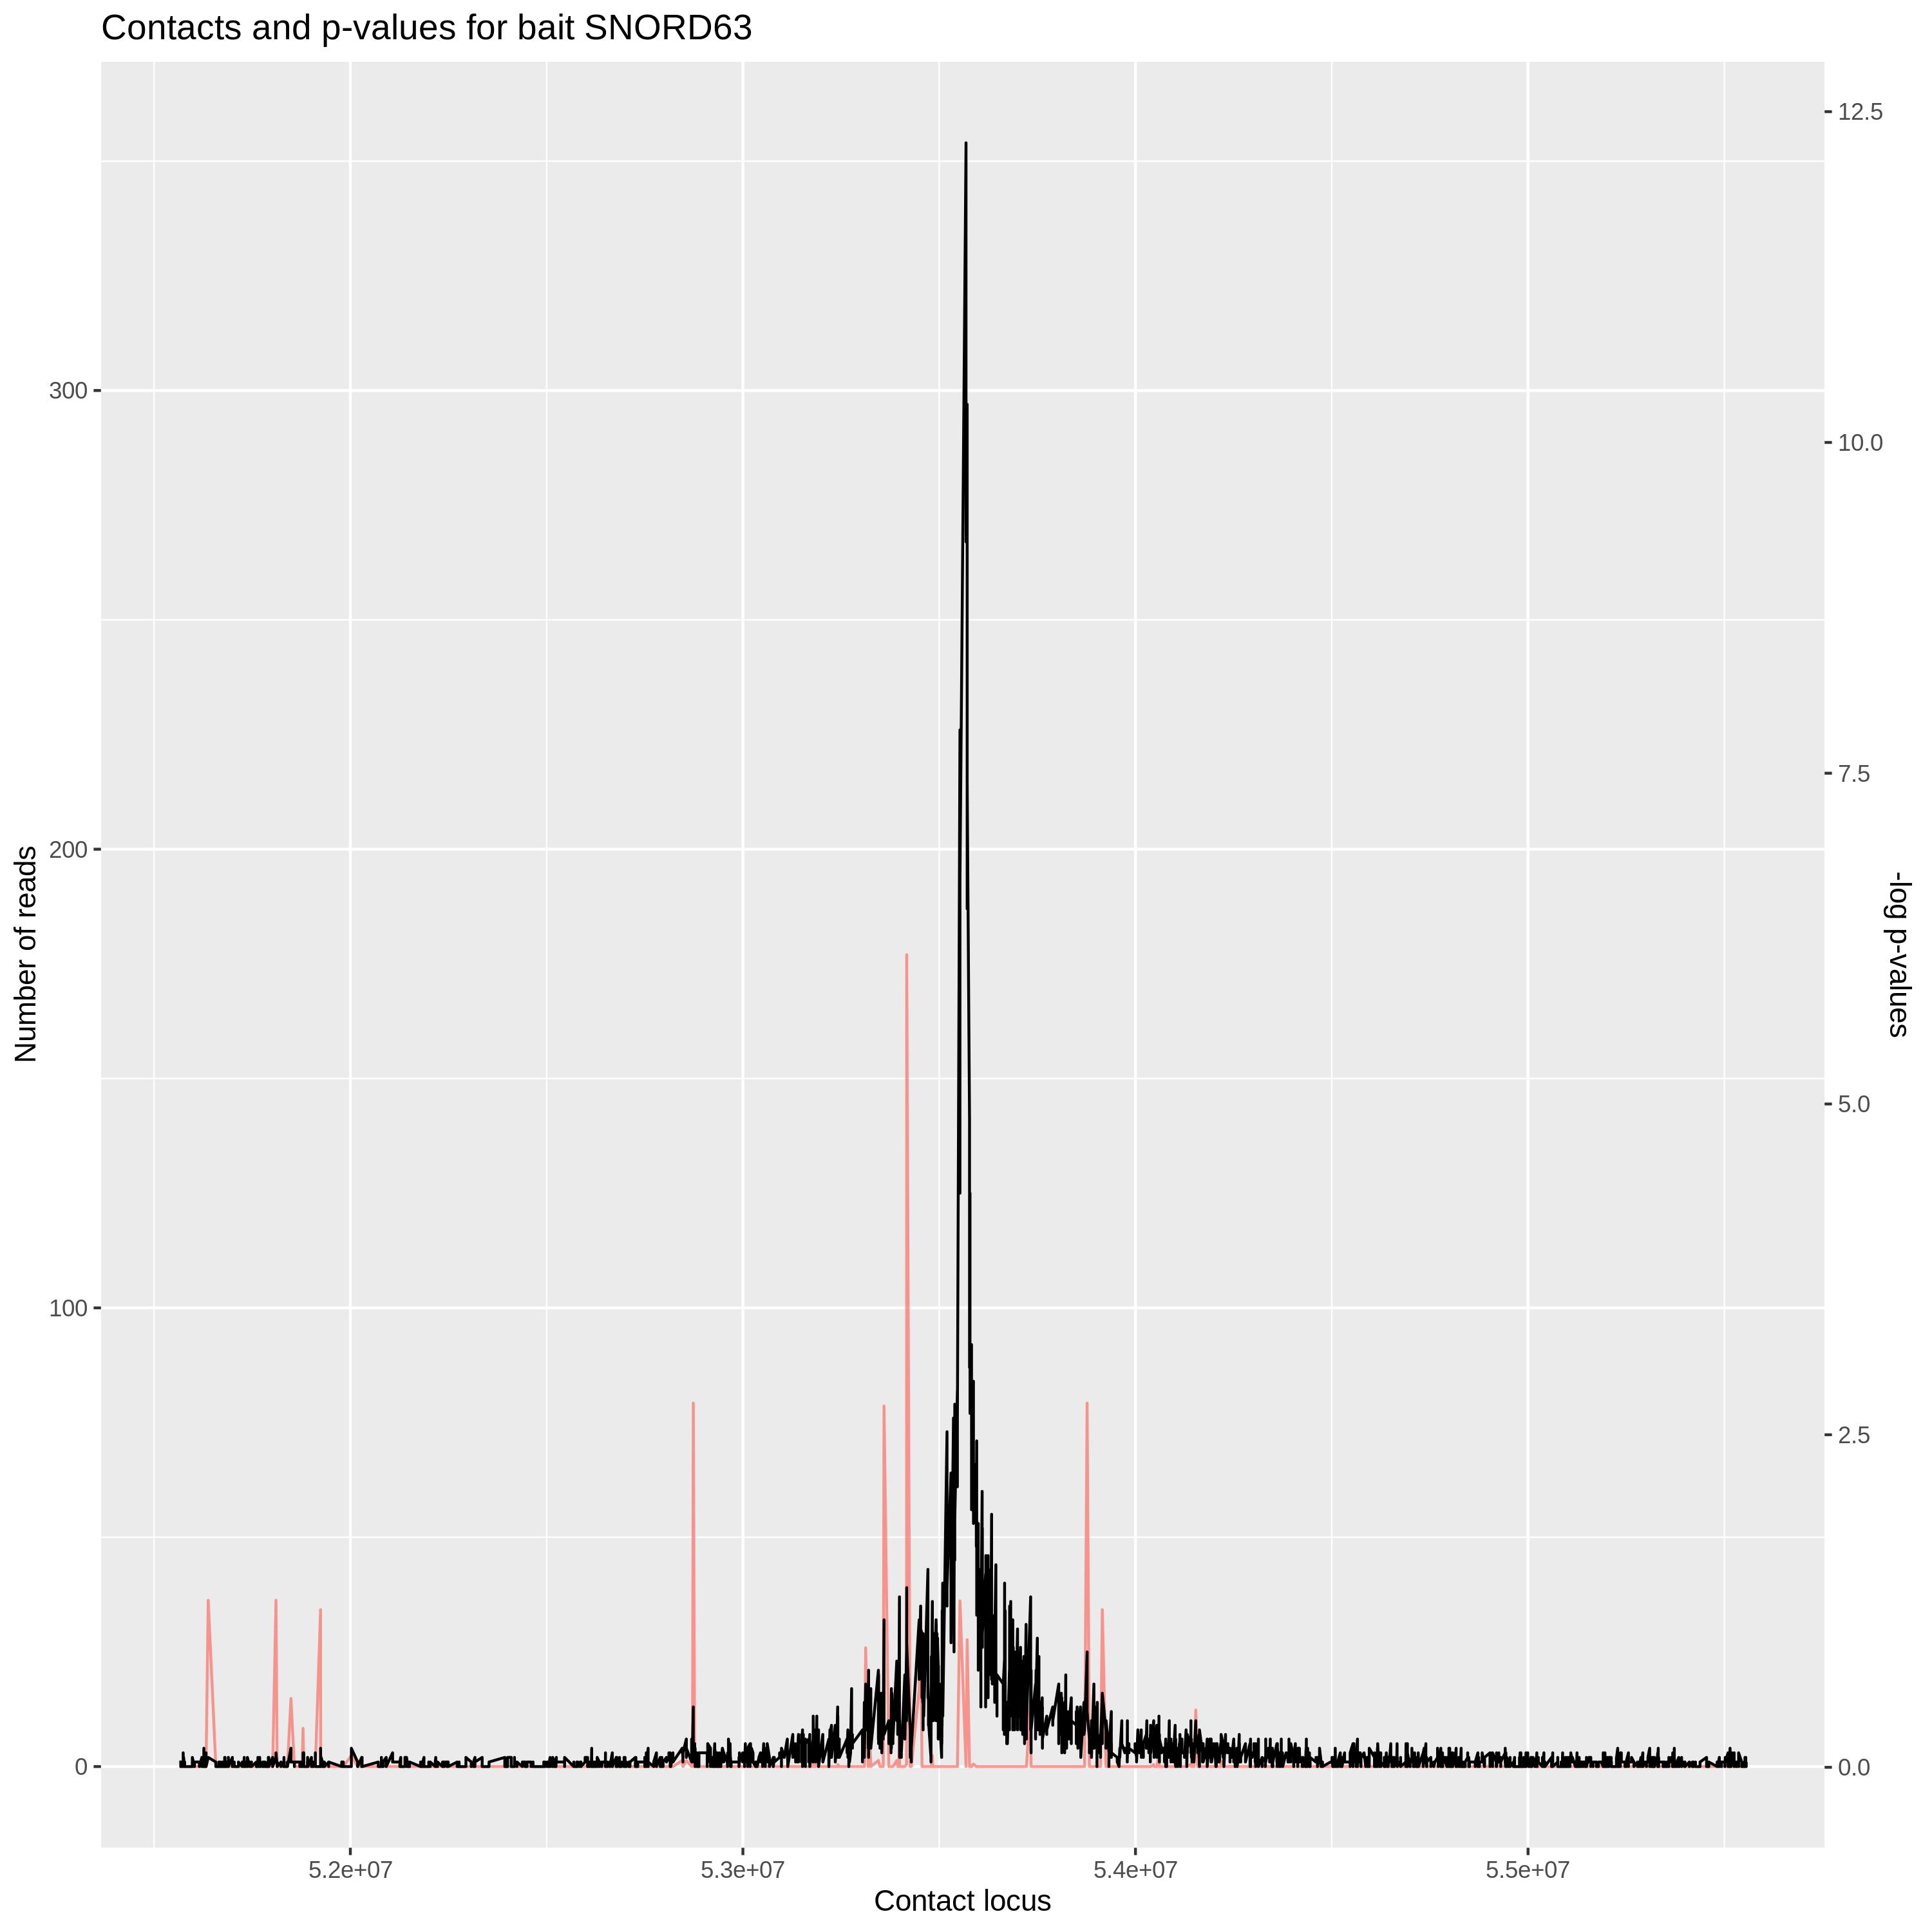 Contacts and p-values for bait SNORD63
12.5
300
10.0
7.5
200
Number of reads
-log p-values
5.0
100
2.5
0
0.0
5.2e+07
5.3e+07
5.4e+07
5.5e+07
Contact locus